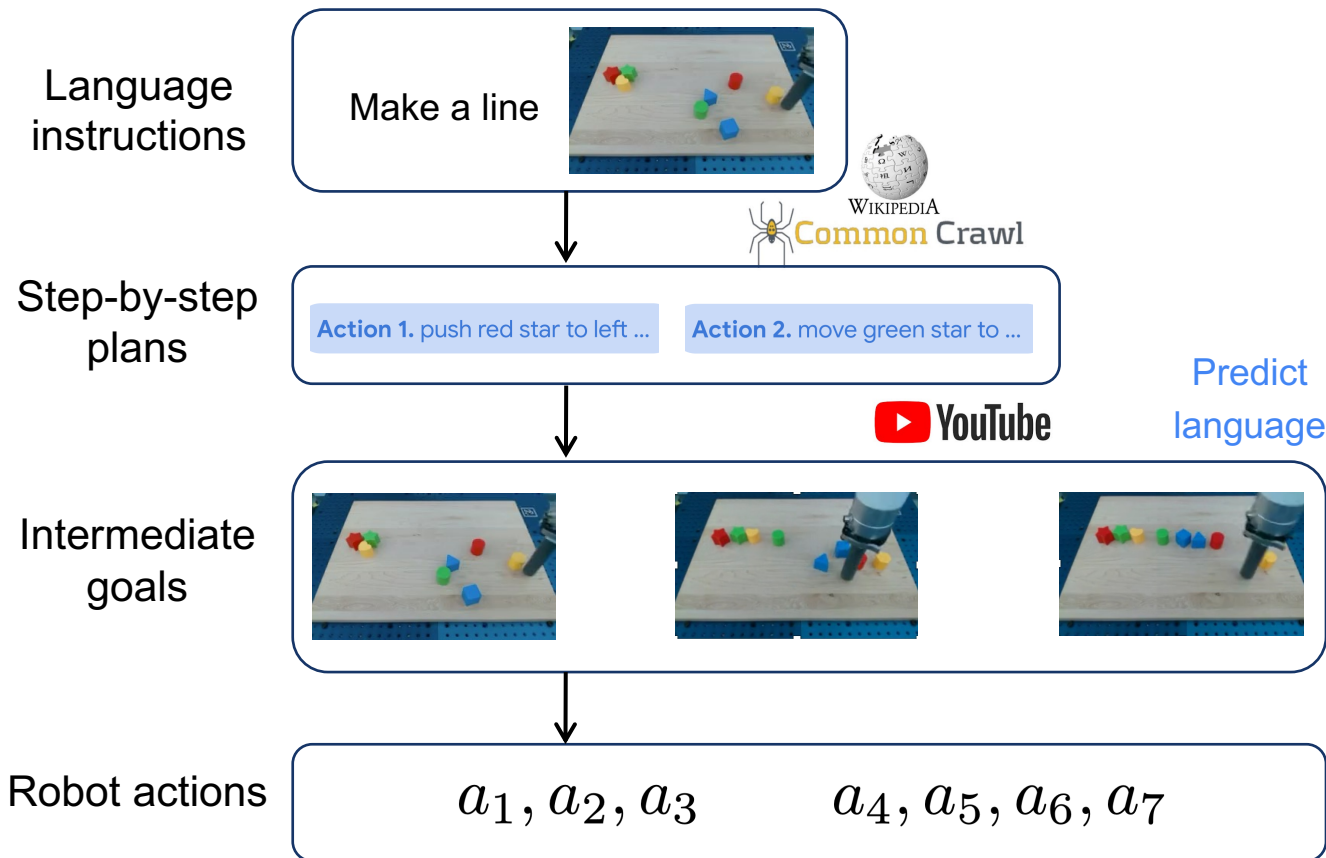 Language
instructions
Make a line
WIKIPEDIA
Common Crawl
Step-by-step
plans
Action 1. push red star to left ...
Action 2. move green star to ...
Predict
language
YouTube
Intermediate
goals
Robot actions
a₁, a₂, a₃
a₄, a₅, a₆, a₇